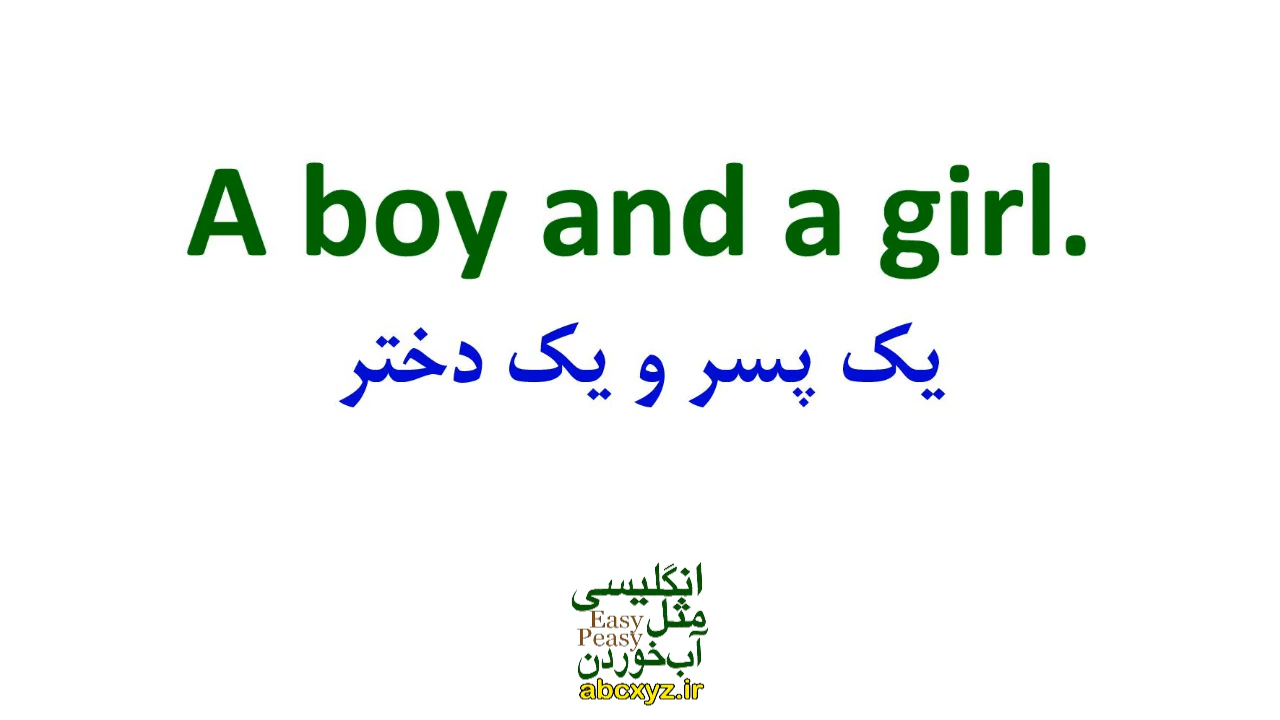 A boy and a girl.
یک پسر و یک دختر
انگلیسی
مثل
Easy
Peasy
آب‌خوردن
abcxyz.ir